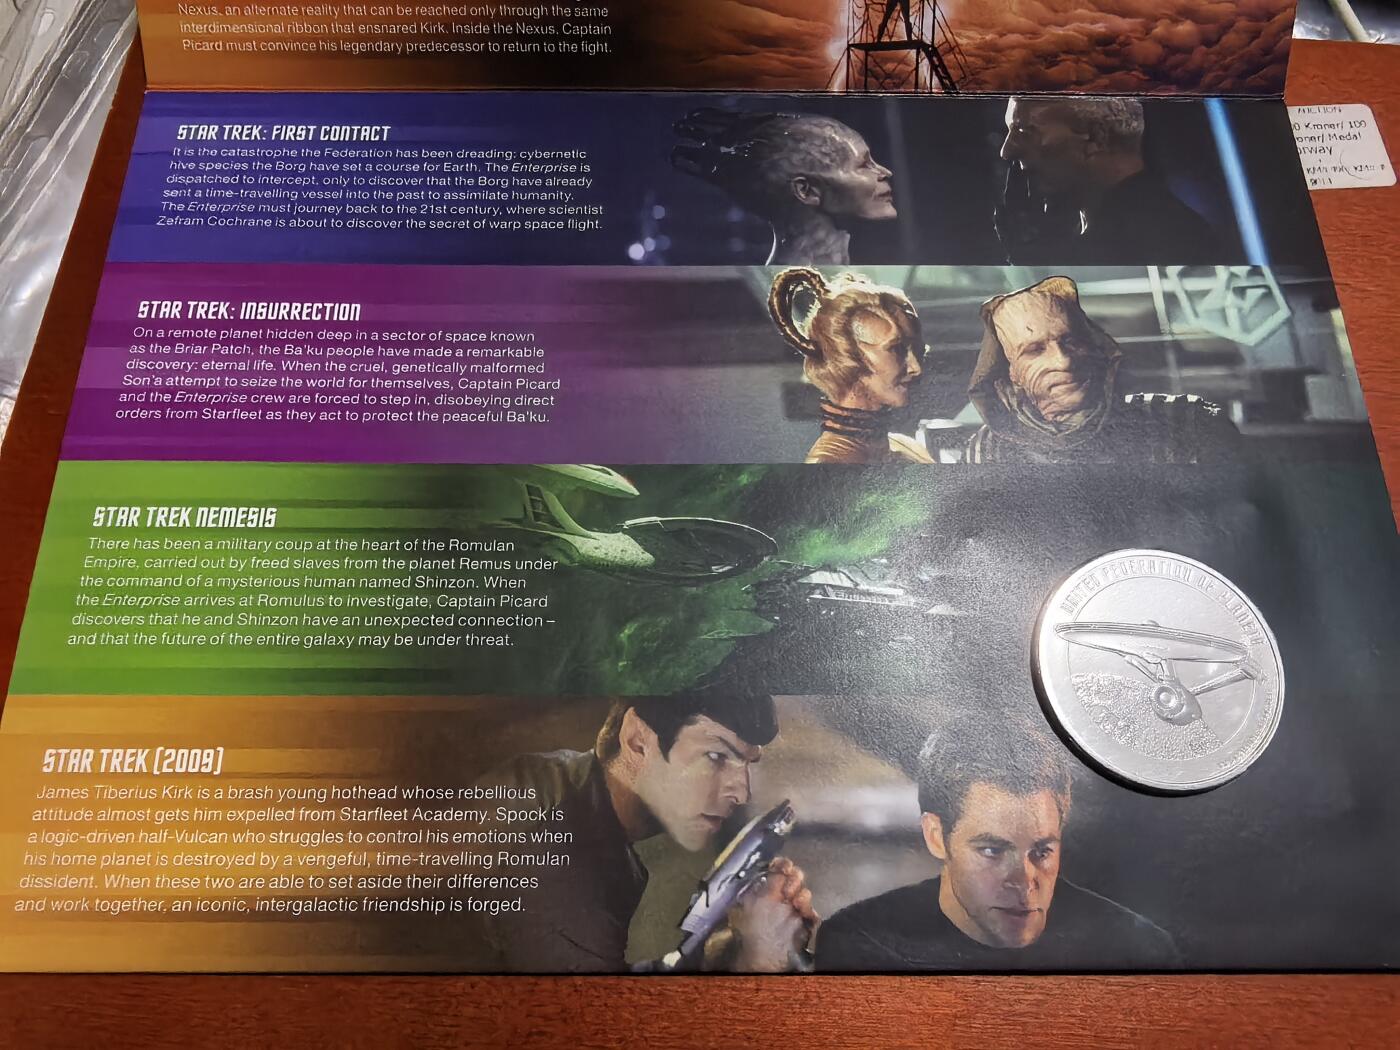 Nexus, an alternate reality that can be reached only through the same
interdimensional ribbon that ensnared Kirk. Inside the Nexus, Captain
Picard must convince his legendary predecessor to return to the fight.
STAR TREK: FIRST CONTACT
It is the catastrophe the Federation has been dreading: cybernetic
hive species the Borg have set a course for Earth. The Enterprise is
dispatched to intercept, only to discover that the Borg have already
sent a time-travelling vessel into the past to assimilate humanity.
The Enterprise must journey back to the 21st century, where scientist
Zefram Cochrane is about to discover the secret of warp space flight.
STAR TREK: INSURRECTION
On a remote planet hidden deep in a sector of space known
as the Briar Patch, the Ba'ku people have made a remarkable
discovery: eternal life. When the cruel, genetically malformed
Son'a attempt to seize the world for themselves, Captain Picard
and the Enterprise crew are forced to step in, disobeying direct
orders from Starfleet as they act to protect the peaceful Ba'ku.
STAR TREK NEMESIS
There has been a military coup at the heart of the Romulan
Empire, carried out by freed slaves from the planet Remus under
the command of a mysterious human named Shinzon. When
the Enterprise arrives at Romulus to investigate, Captain Picard
discovers that he and Shinzon have an unexpected connection –
and that the future of the entire galaxy may be under threat.
STAR TREK (2009)
James Tiberius Kirk is a brash young hothead whose rebellious
attitude almost gets him expelled from Starfleet Academy. Spock is
a logic-driven half-Vulcan who struggles to control his emotions when
his home planet is destroyed by a vengeful, time-travelling Romulan
dissident. When these two are able to set aside their differences
and work together, an iconic, intergalactic friendship is forged.
UNITED FEDERATION OF PLANETS
0 Kroner/ 100
oner/ Medal
orway